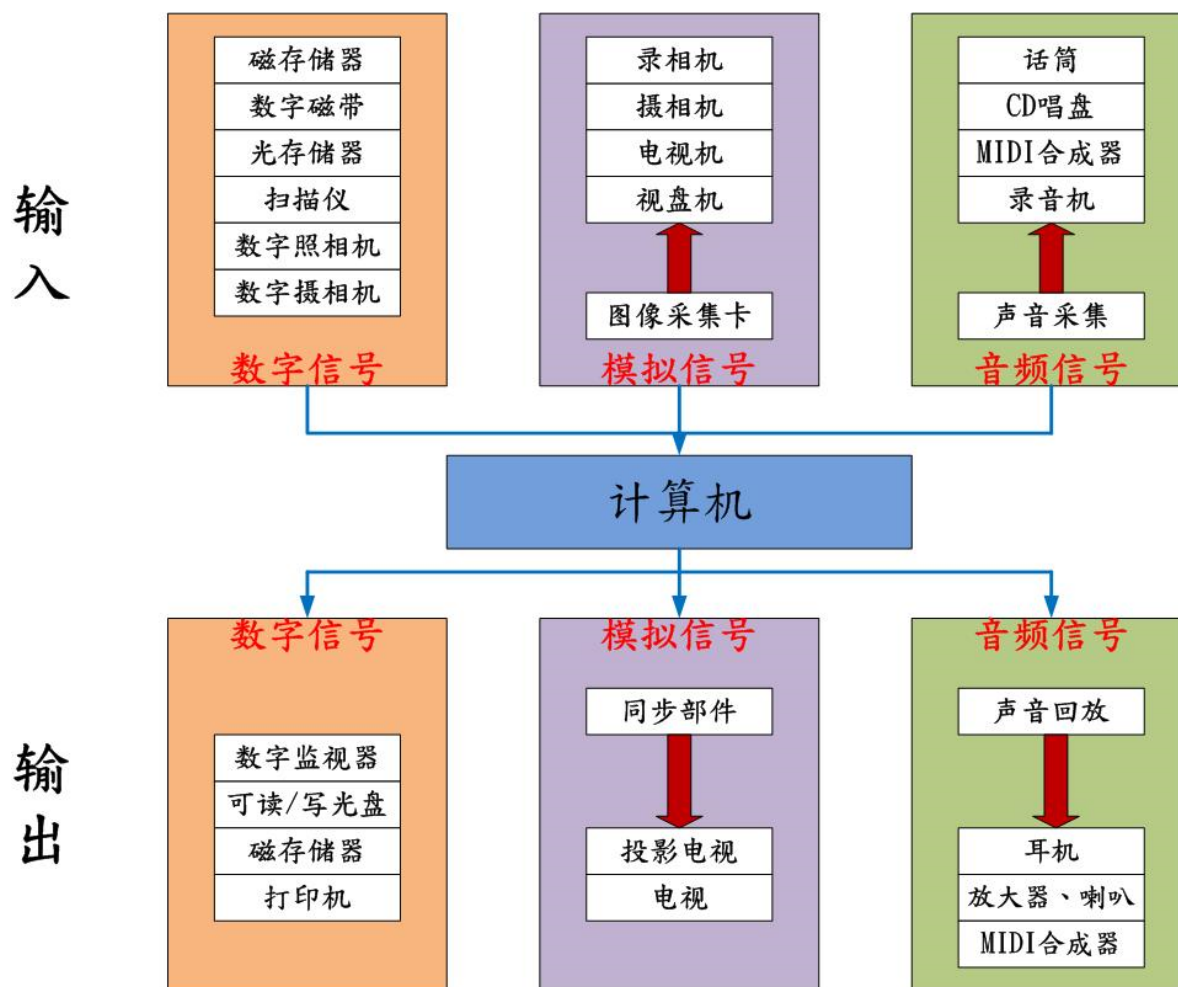 输入
磁存储器
数字磁带
光存储器
扫描仪
数字照相机
数字摄相机
数字信号
录相机
摄相机
电视机
视盘机
图像采集卡
模拟信号
话筒
CD唱盘
MIDI合成器
录音机
声音采集
音频信号
计算机
输出
数字信号
数字监视器
可读/写光盘
磁存储器
打印机
模拟信号
同步部件
投影电视
电视
音频信号
声音回放
耳机
放大器、喇叭
MIDI合成器